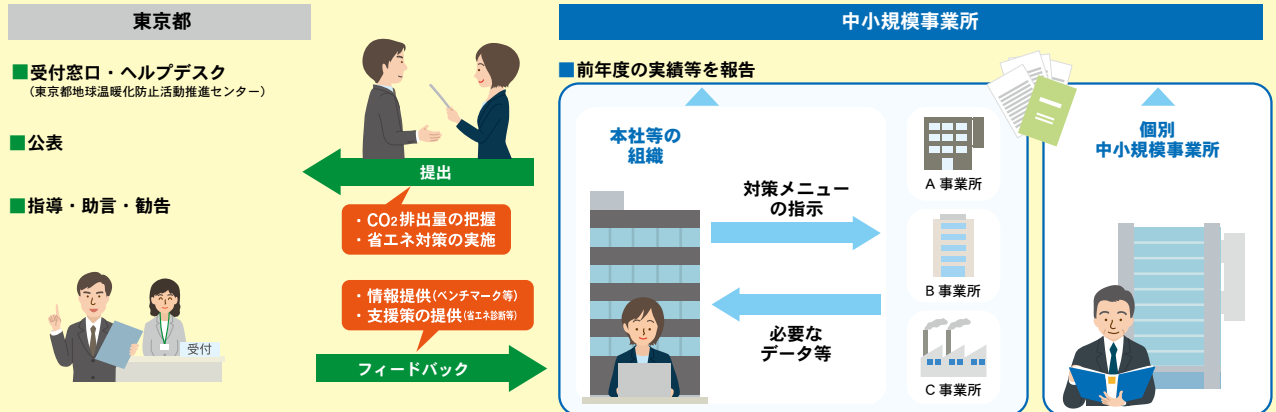 東京都
■受付窓口・ヘルプデスク
（東京都地球温暖化防止活動推進センター）
■公表
■指導・助言・勧告
受付
提出
・CO₂排出量の把握
・省エネ対策の実施
・情報提供(ベンチマーク等)
・支援策の提供(省エネ診断等)
フィードバック
中小規模事業所
■前年度の実績等を報告
本社等の
組織
対策メニュー
の指示
必要な
データ等
A 事業所
B 事業所
C 事業所
個別
中小規模事業所